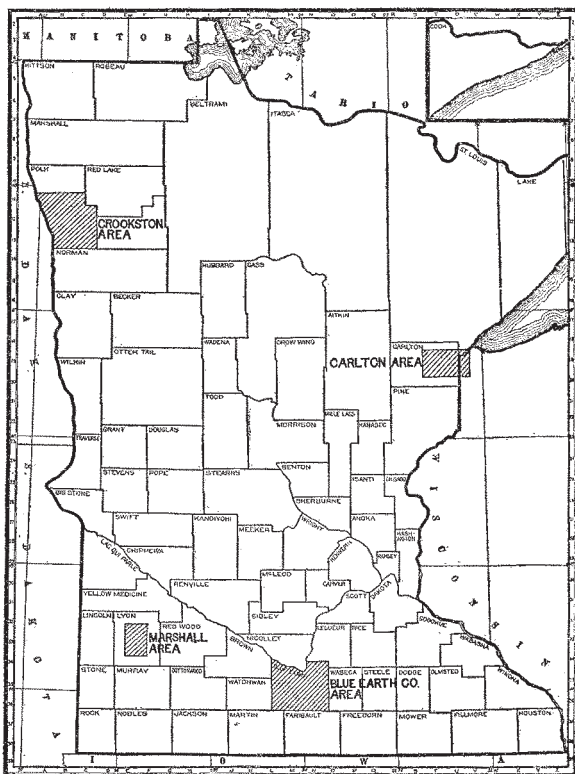 MANITOBA
ONTARIO
COOK
KITTSON
ROSEAU
BELTRAMI
ITASCA
MARSHALL
ST LOUIS
LAKE
POLK
RED LAKE
CROOKSTON
AREA
NORMAN
HUBBARD
CASS
CLAY
BECKER
AITKIN
WADENA
CROW WING
CARLTON
CARLTON AREA
WILKIN
OTTER TAIL
PINE
TODD
MILLE LACS
KANABEC
MORRISON
TRAVERSE
GRANT
DOUGLAS
BENTON
STEVENS
POPE
STEARNS
ISANTI
CHISAGO
BIG STONE
SHERBURNE
SWIFT
KANDIYOHI
MEEKER
WRIGHT
ANOKA
WASH-
INGTON
LAC QUI PARLE
CHIPPEWA
HENNEPIN
RAMSEY
MCLEOD
CARVER
RENVILLE
YELLOW MEDICINE
SCOTT
DAKOTA
SIBLEY
LINCOLN
LYON
RED WOOD
LESUEUR
RICE
GOODHUE
WABASHA
MARSHALL
AREA
BROWN
NICOLLET
MURRAY
COTTONWOOD
WATONWAN
BLUE EARTH CO.
AREA
WASECA
STEELE
DODGE
OLMSTED
WINONA
ROCK
NOBLES
JACKSON
MARTIN
FARIBAULT
FREEBORN
MOWER
FILLMORE
HOUSTON
WISCONSIN
IOWA